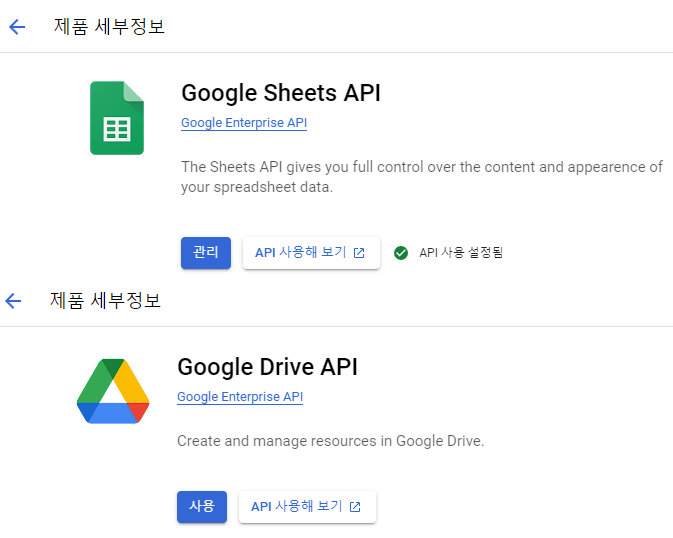 제품 세부정보
Google Sheets API
Google Enterprise API
The Sheets API gives you full control over the content and appearence of
your spreadsheet data.
관리 API 사용해 보기 API 사용 설정됨
제품 세부정보
Google Drive API
Google Enterprise API
Create and manage resources in Google Drive.
사용 API 사용해 보기